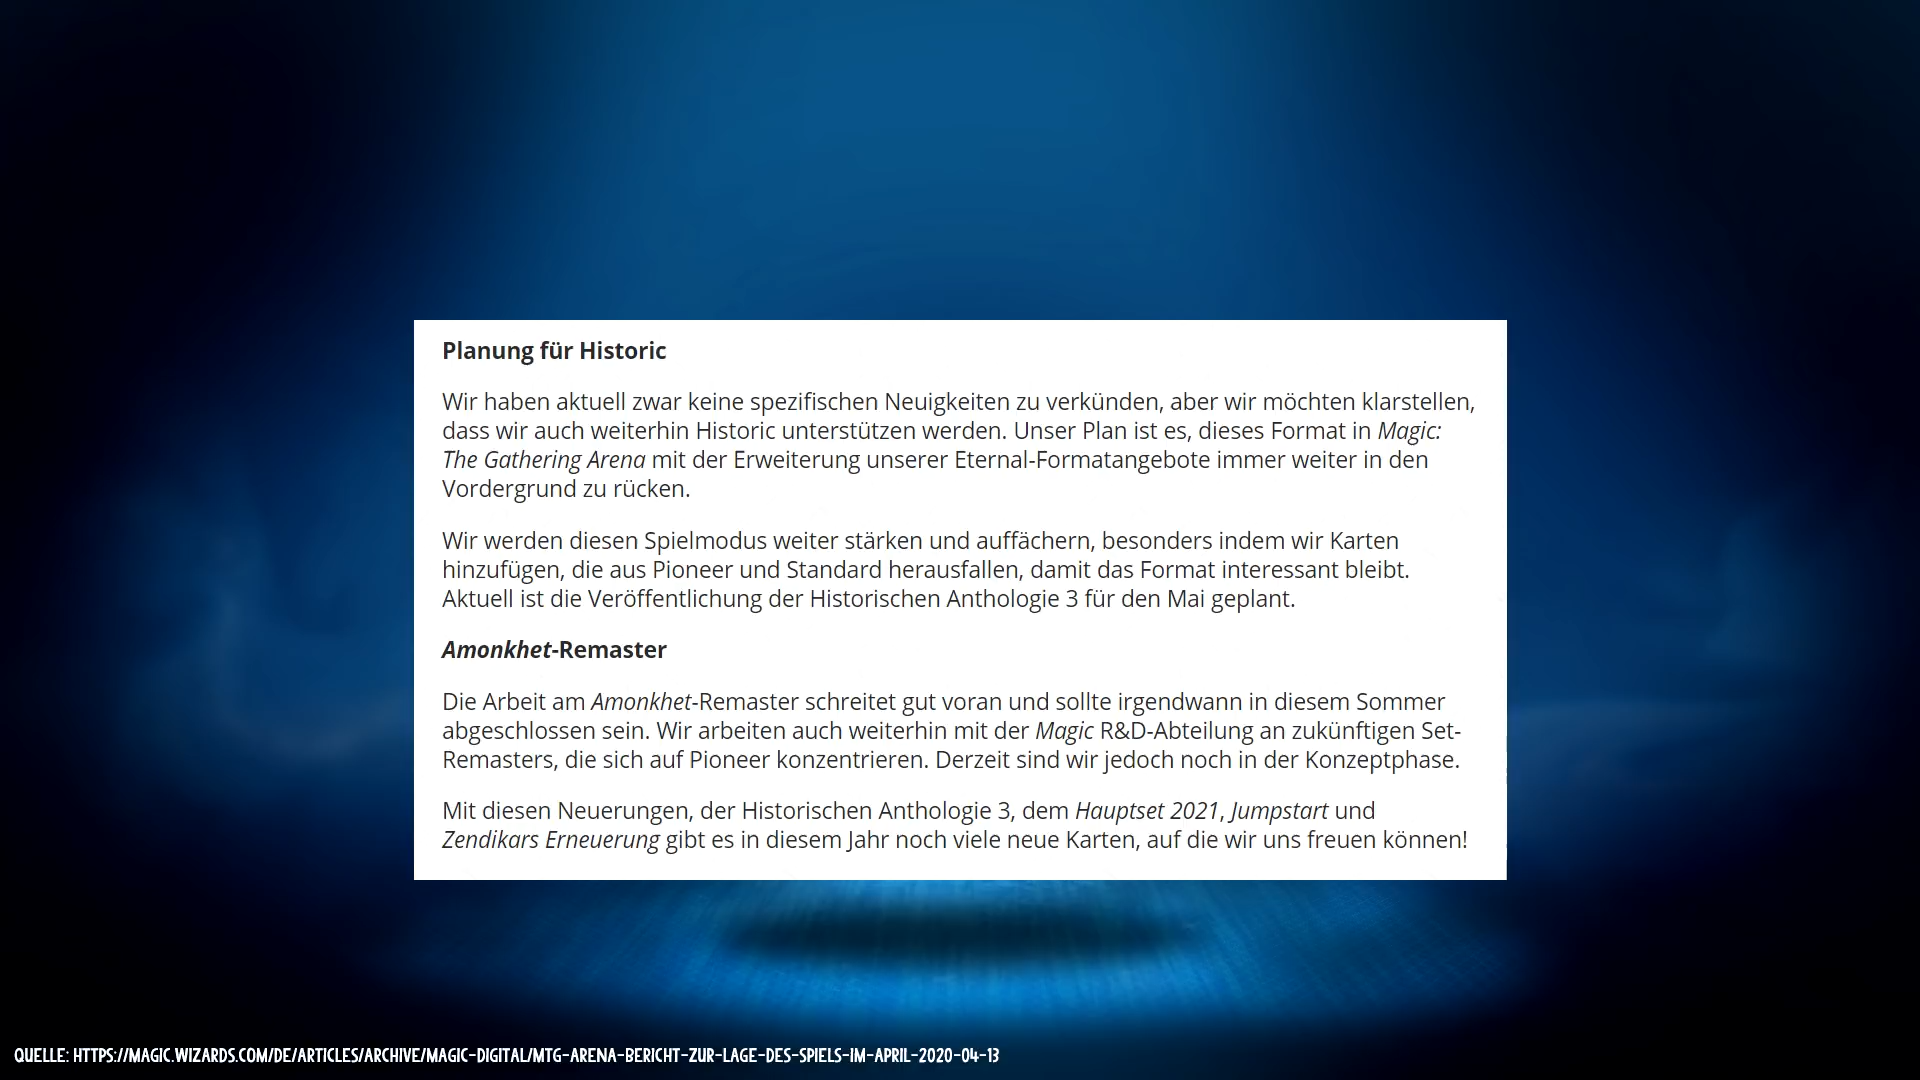 Planung für Historic
Wir haben aktuell zwar keine spezifischen Neuigkeiten zu verkünden, aber wir möchten klarstellen,
dass wir auch weiterhin Historic unterstützen werden. Unser Plan ist es, dieses Format in Magic:
The Gathering Arena mit der Erweiterung unserer Eternal-Formatangebote immer weiter in den
Vordergrund zu rücken.
Wir werden diesen Spielmodus weiter stärken und auffächern, besonders indem wir Karten
hinzufügen, die aus Pioneer und Standard herausfallen, damit das Format interessant bleibt.
Aktuell ist die Veröffentlichung der Historischen Anthologie 3 für den Mai geplant.
Amonkhet-Remaster
Die Arbeit am Amonkhet-Remaster schreitet gut voran und sollte irgendwann in diesem Sommer
abgeschlossen sein. Wir arbeiten auch weiterhin mit der Magic R&D-Abteilung an zukünftigen Set-
Remasters, die sich auf Pioneer konzentrieren. Derzeit sind wir jedoch noch in der Konzeptphase.
Mit diesen Neuerungen, der Historischen Anthologie 3, dem Hauptset 2021, Jumpstart und
Zendikars Erneuerung gibt es in diesem Jahr noch viele neue Karten, auf die wir uns freuen können!
QUELLE: HTTPS://MAGIC.WIZARDS.COM/DE/ARTICLES/ARCHIVE/MAGIC-DIGITAL/MTG-ARENA-BERICHT-ZUR-LAGE-DES-SPIELS-IM-APRIL-2020-04-13